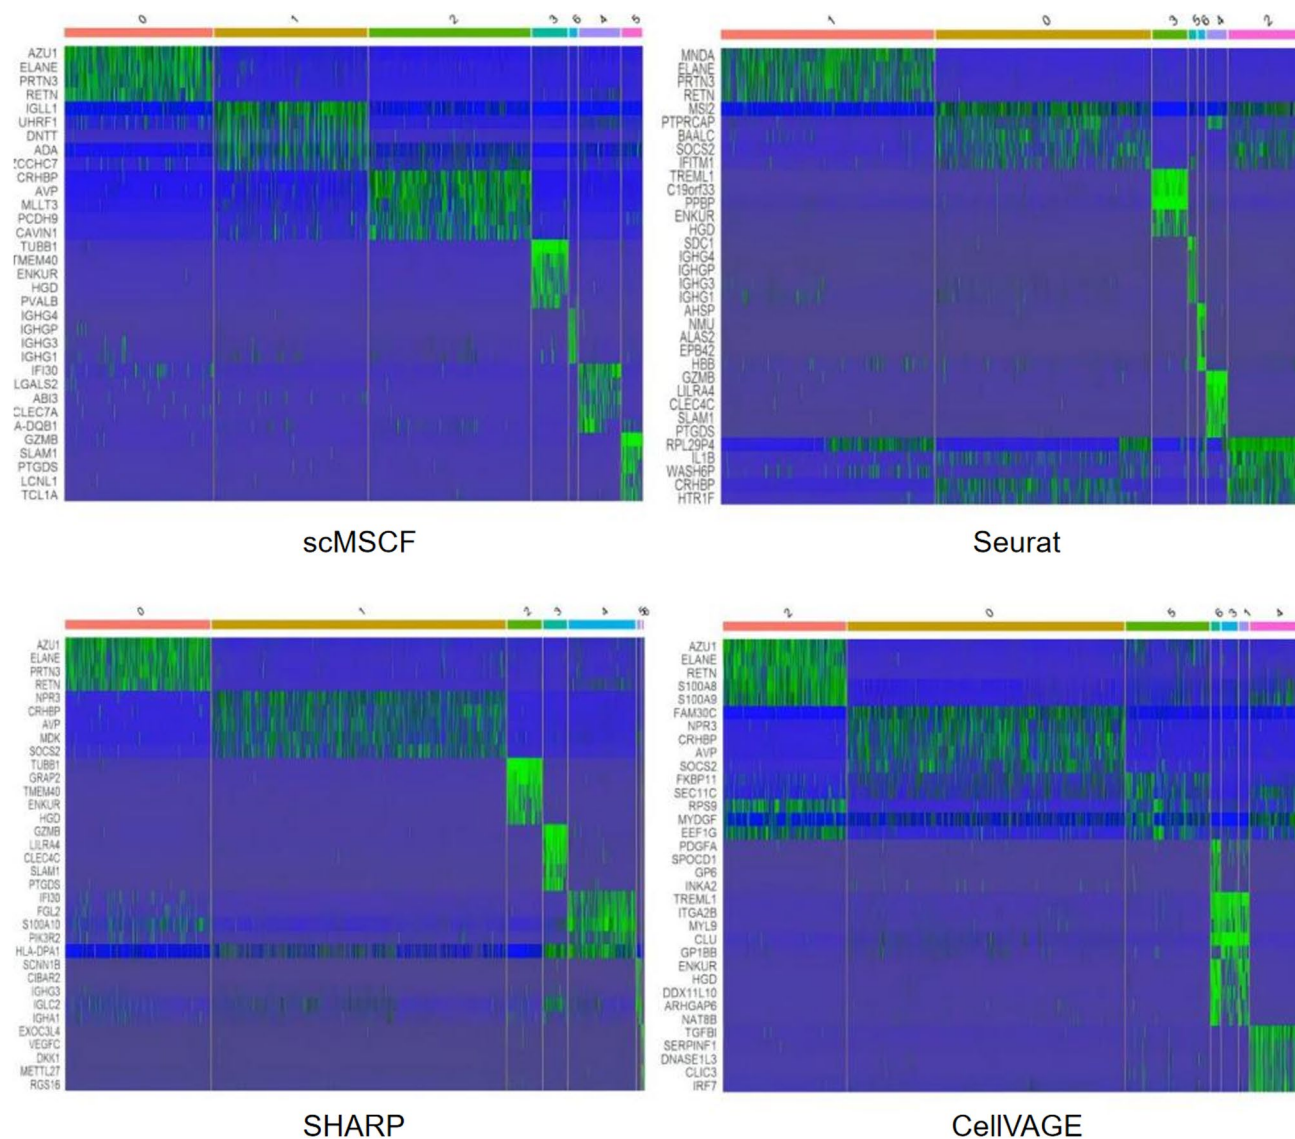 0 1 2 3 6 4 5
AZU1
ELANE
PRTN3
RETN
IGLL1
UHRF1
DNTT
ADA
ZCCHC7
CRHBP
AVP
MLLT3
PCDH9
CAVIN1
TUBB1
TMEM40
ENKUR
HGD
PVALB
IGHG4
IGHGP
IGHG3
IGHG1
IFI30
LGALS2
ABI3
CLEC7A
A-DQB1
GZMB
SLAM1
PTGDS
LCNL1
TCL1A
scMSCF
1 0 3 5 6 4 2
MNDA
ELANE
PRTN3
RETN
MSI2
PTPRCAP
BAALC
SOCS2
IFITM1
TREML1
C19orf33
PPBP
ENKUR
HGD
SDC1
IGHG4
IGHGP
IGHG3
IGHG1
AHSP
NMU
ALAS2
EPB42
HBB
GZMB
LILRA4
CLEC4C
SLAM1
PTGDS
RPL29P4
IL1B
WASH6P
CRHBP
HTR1F
Seurat
0 1 2 3 4 5 6
AZU1
ELANE
PRTN3
RETN
NPR3
CRHBP
AVP
MDK
SOCS2
TUBB1
GRAP2
TMEM40
ENKUR
HGD
GZMB
LILRA4
CLEC4C
SLAM1
PTGDS
IFI30
FGL2
S100A10
PIK3R2
HLA-DPA1
SCNN1B
CIBAR2
IGHG3
IGLC2
IGHA1
EXOC3L4
VEGFC
DKK1
METTL27
RGS16
SHARP
2 0 5 6 3 1 4
AZU1
ELANE
RETN
S100A8
S100A9
FAM30C
NPR3
CRHBP
AVP
SOCS2
FKBP11
SEC11C
RPS9
MYDGF
EEF1G
PDGFA
SPOCD1
GP6
INKA2
TREML1
ITGA2B
MYL9
CLU
GP1BB
ENKUR
HGD
DDX11L10
ARHGAP6
NAT8B
TGFBI
SERPINF1
DNASE1L3
CLIC3
IRF7
CellVAGE